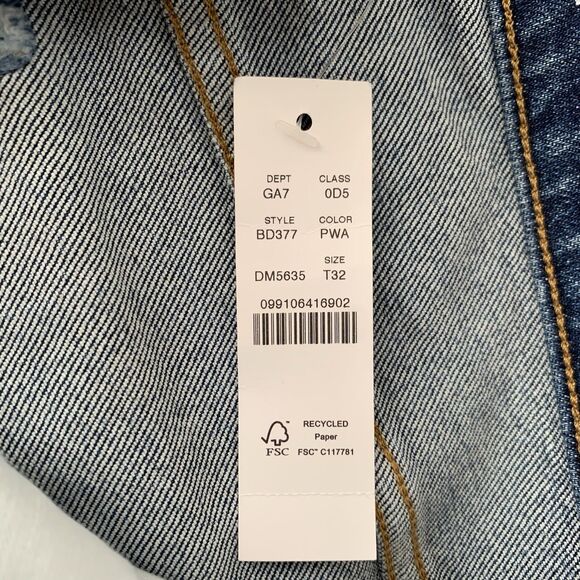 DEPT CLASS
GA7 0D5
STYLE COLOR
BD377 PWA
SIZE
DM5635 T32
099106416902
RECYCLED
Paper
FSC FSC™ C117781